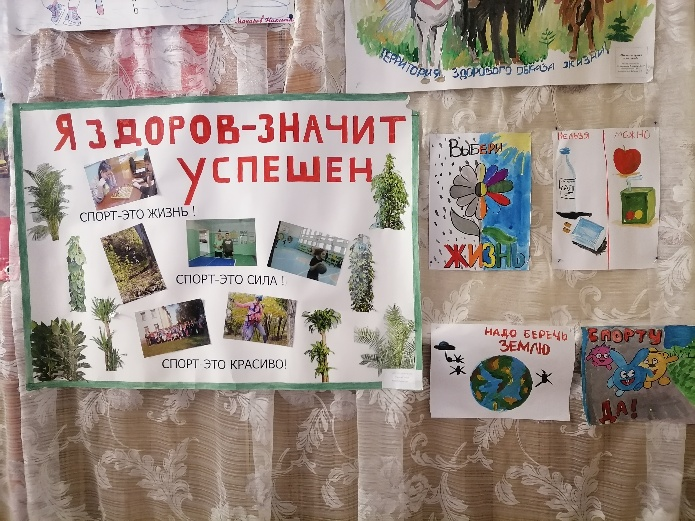 ТЕРРИТОРИЯ ЗДОРОВОГО ОБРАЗА ЖИЗНИ
Я ЗДОРОВ-ЗНАЧИТ
УСПЕШЕН
СПОРТ-ЭТО ЖИЗНЬ !
СПОРТ-ЭТО СИЛА !
СПОРТ-ЭТО КРАСИВО!
ВЫБЕРИ
ЖИЗНЬ
НЕЛЬЗЯ
МОЖНО
НАДО БЕРЕЧЬ
ЗЕМЛЮ
СПОРТУ
ДА!